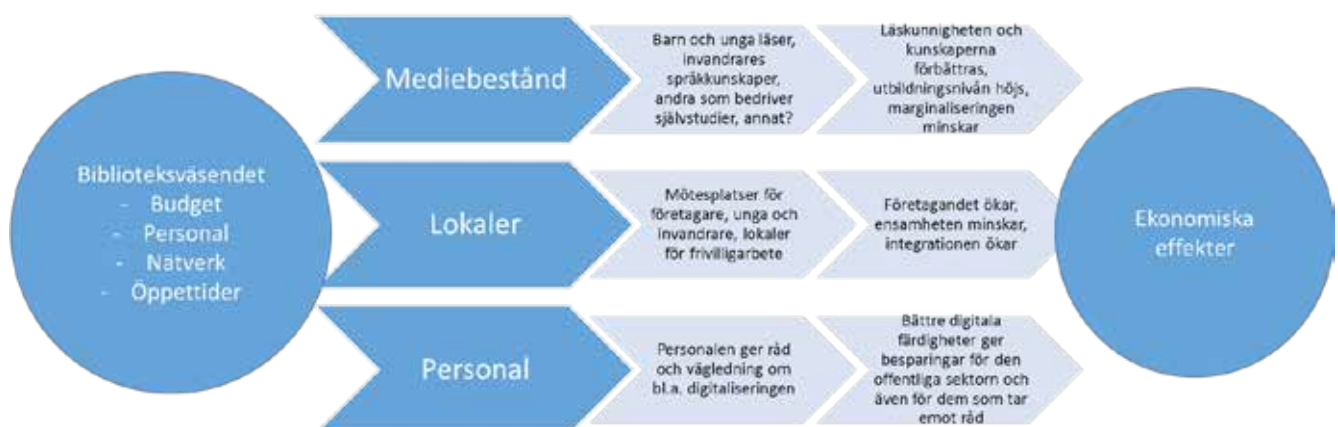 Biblioteksväsendet
- Budget
- Personal
- Nätverk
- Öppettider
Mediebestånd
Barn och unga läser,
invandrares
språkkunskaper,
andra som bedriver
självstudier, annat?
Läskunnigheten och
kunskaperna
förbättras,
utbildningsnivån höjs,
marginaliseringen
minskar
Lokaler
Mötesplatser för
företagare, unga och
invandrare, lokaler
för frivilligarbete
Företagandet ökar,
ensamheten minskar,
integrationen ökar
Personal
Personalen ger råd
och vägledning om
bl.a. digitaliseringen
Bättre digitala
färdigheter ger
besparingar för den
offentliga sektorn och
även för dem som tar
emot råd
Ekonomiska
effekter